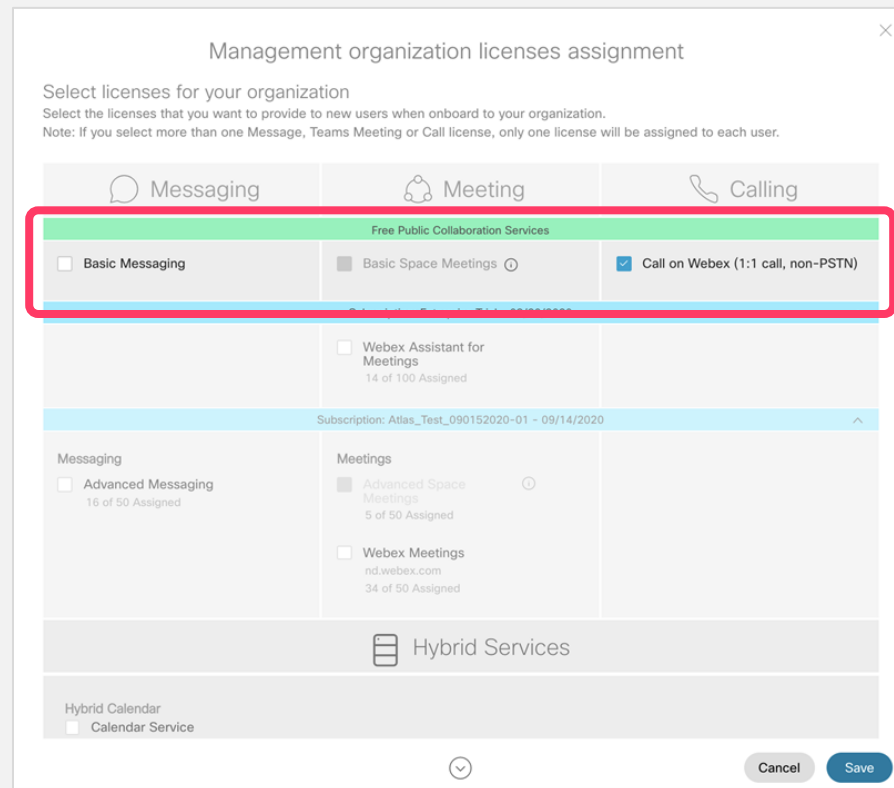 Management organization licenses assignment
Select licenses for your organization
Select the licenses that you want to provide to new users when onboard to your organization.
Note: If you select more than one Message, Teams Meeting or Call license, only one license will be assigned to each user.
Messaging
Meeting
Calling
Free Public Collaboration Services
Basic Messaging
Basic Space Meetings
Call on Webex (1:1 call, non-PSTN)
Webex Assistant for
Meetings
14 of 100 Assigned
Subscription: Atlas_Test_090152020-01 - 09/14/2020
Messaging
Meetings
Advanced Messaging
16 of 50 Assigned
Advanced Space
Meetings
5 of 50 Assigned
Webex Meetings
nd.webex.com
34 of 50 Assigned
Hybrid Services
Hybrid Calendar
Calendar Service
Cancel
Save